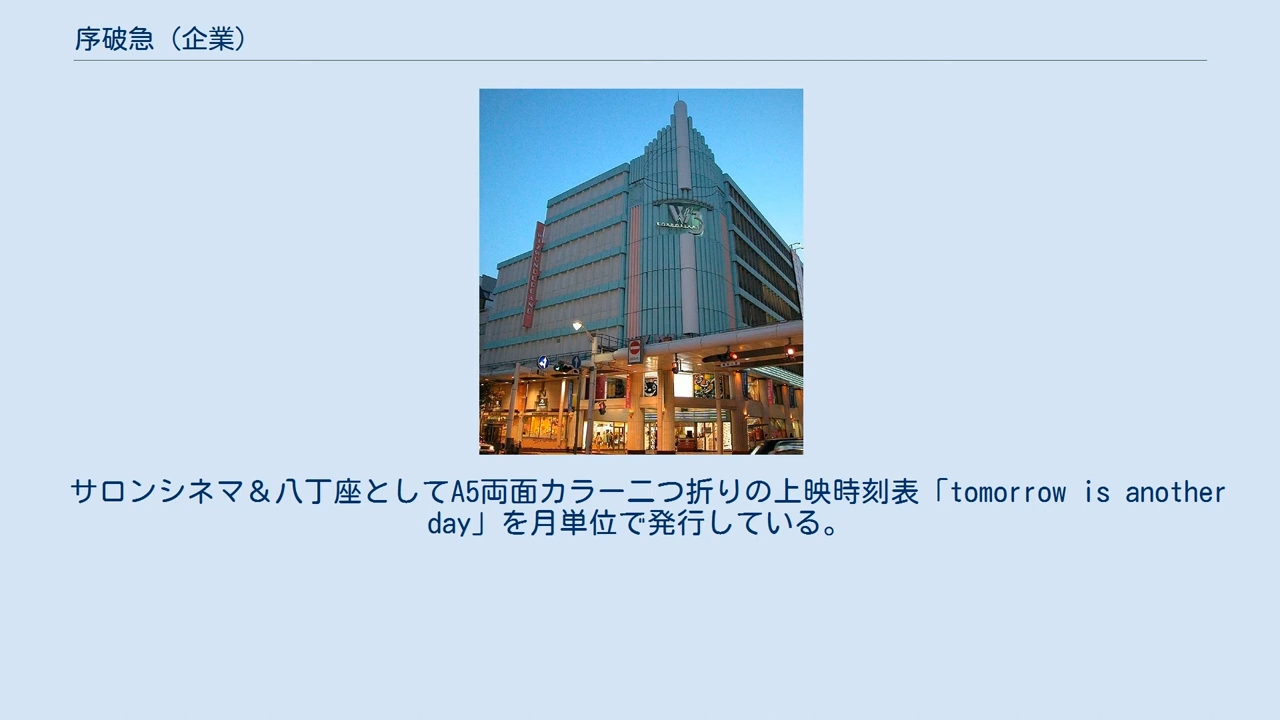 序破急（企業）
W5
サロンシネマ＆八丁座としてA5両面カラー二つ折りの上映時刻表「tomorrow is another
day」を月単位で発行している。